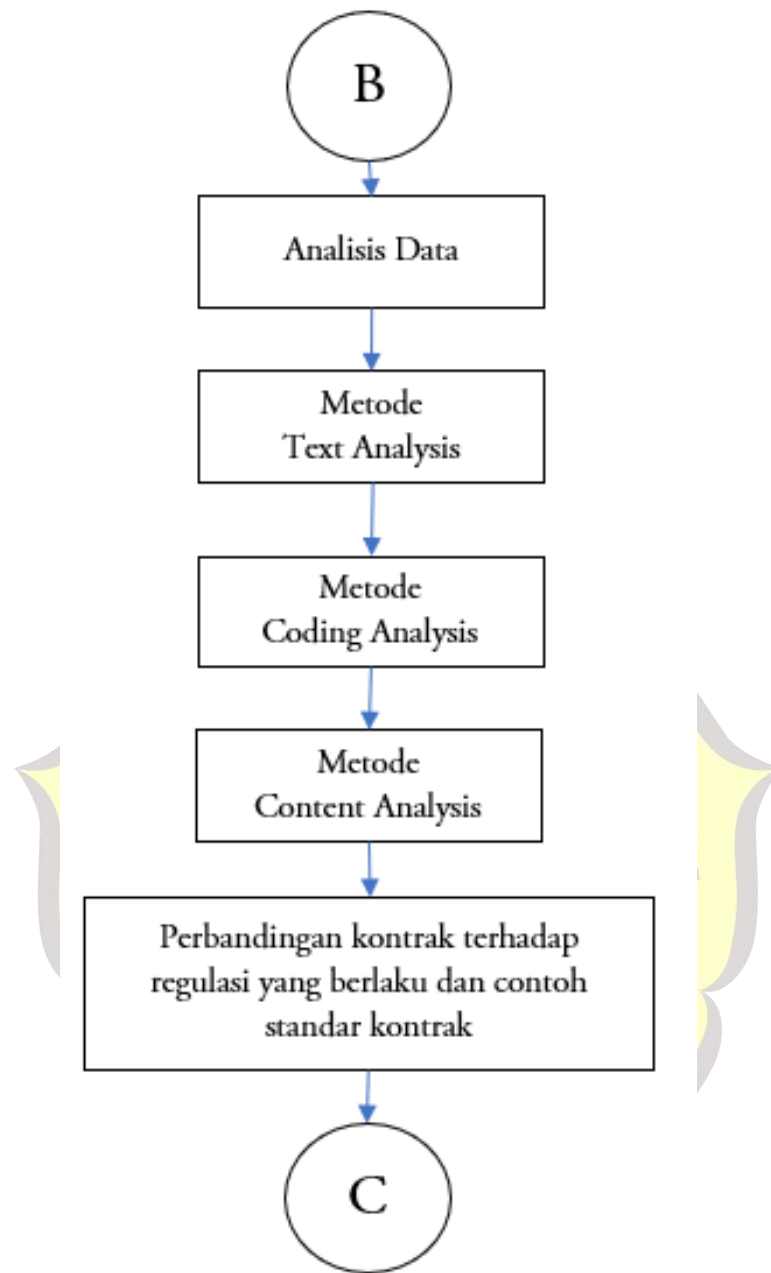 B
Analisis Data
Metode
Text Analysis
Metode
Coding Analysis
Metode
Content Analysis
Perbandingan kontrak terhadap
regulasi yang berlaku dan contoh
standar kontrak
C